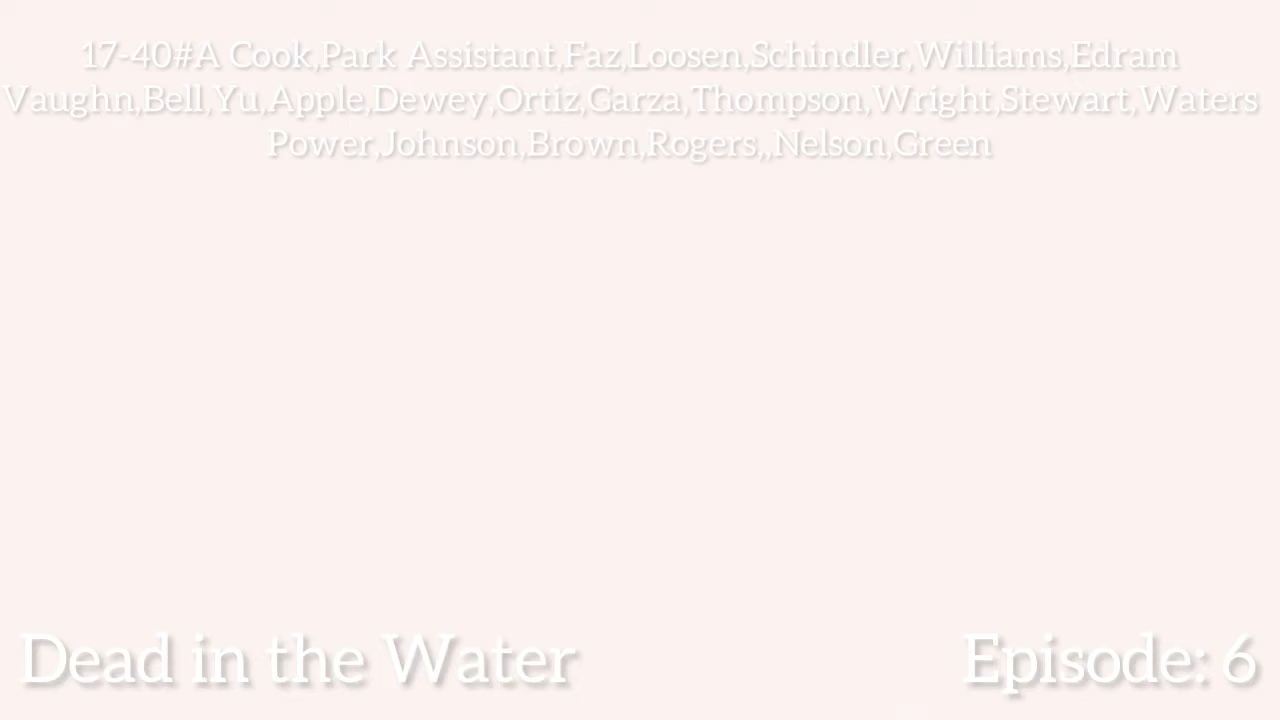 17-40#A Cook,Park Assistant,Faz,Loosen,Schindler,Williams,Edram
Vaughn,Bell,Yu,Apple,Dewey,Ortiz,Garza,Thompson,Wright,Stewart,Waters
Power,Johnson,Brown,Rogers,,Nelson,Green
Dead in the Water
Episode: 6